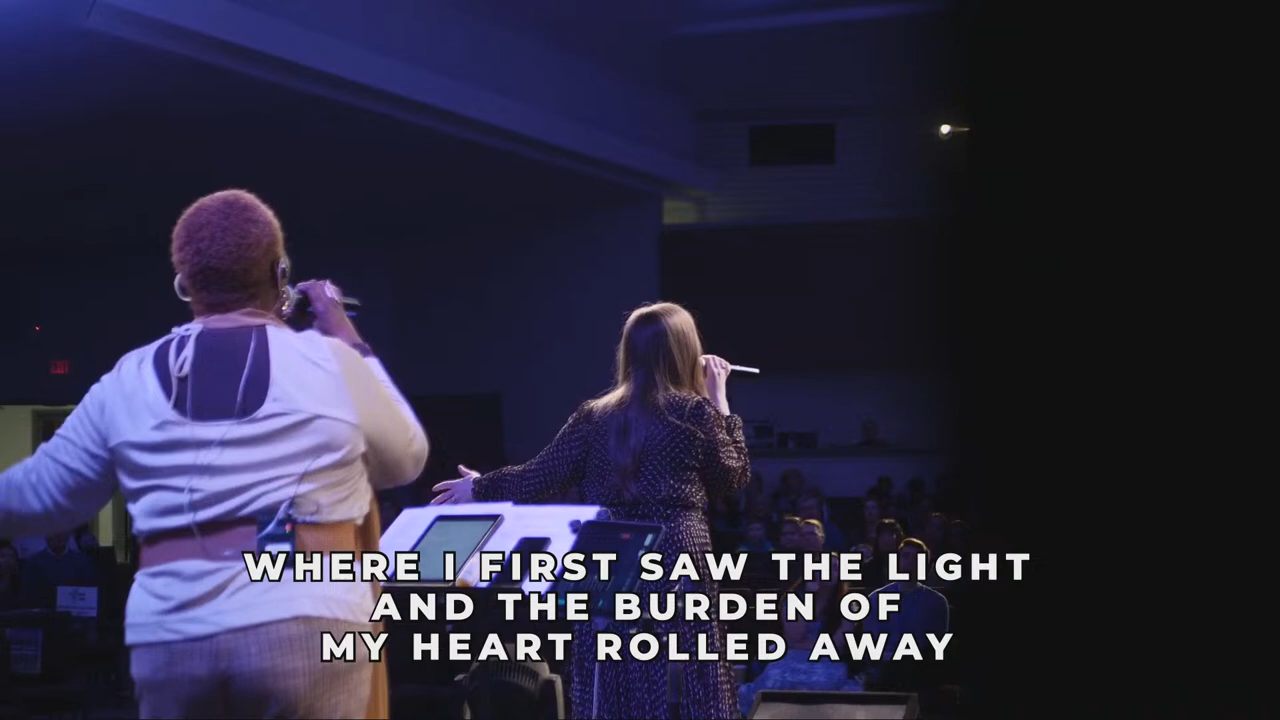 WHERE I FIRST SAW THE LIGHT
AND THE BURDEN OF
MY HEART ROLLED AWAY